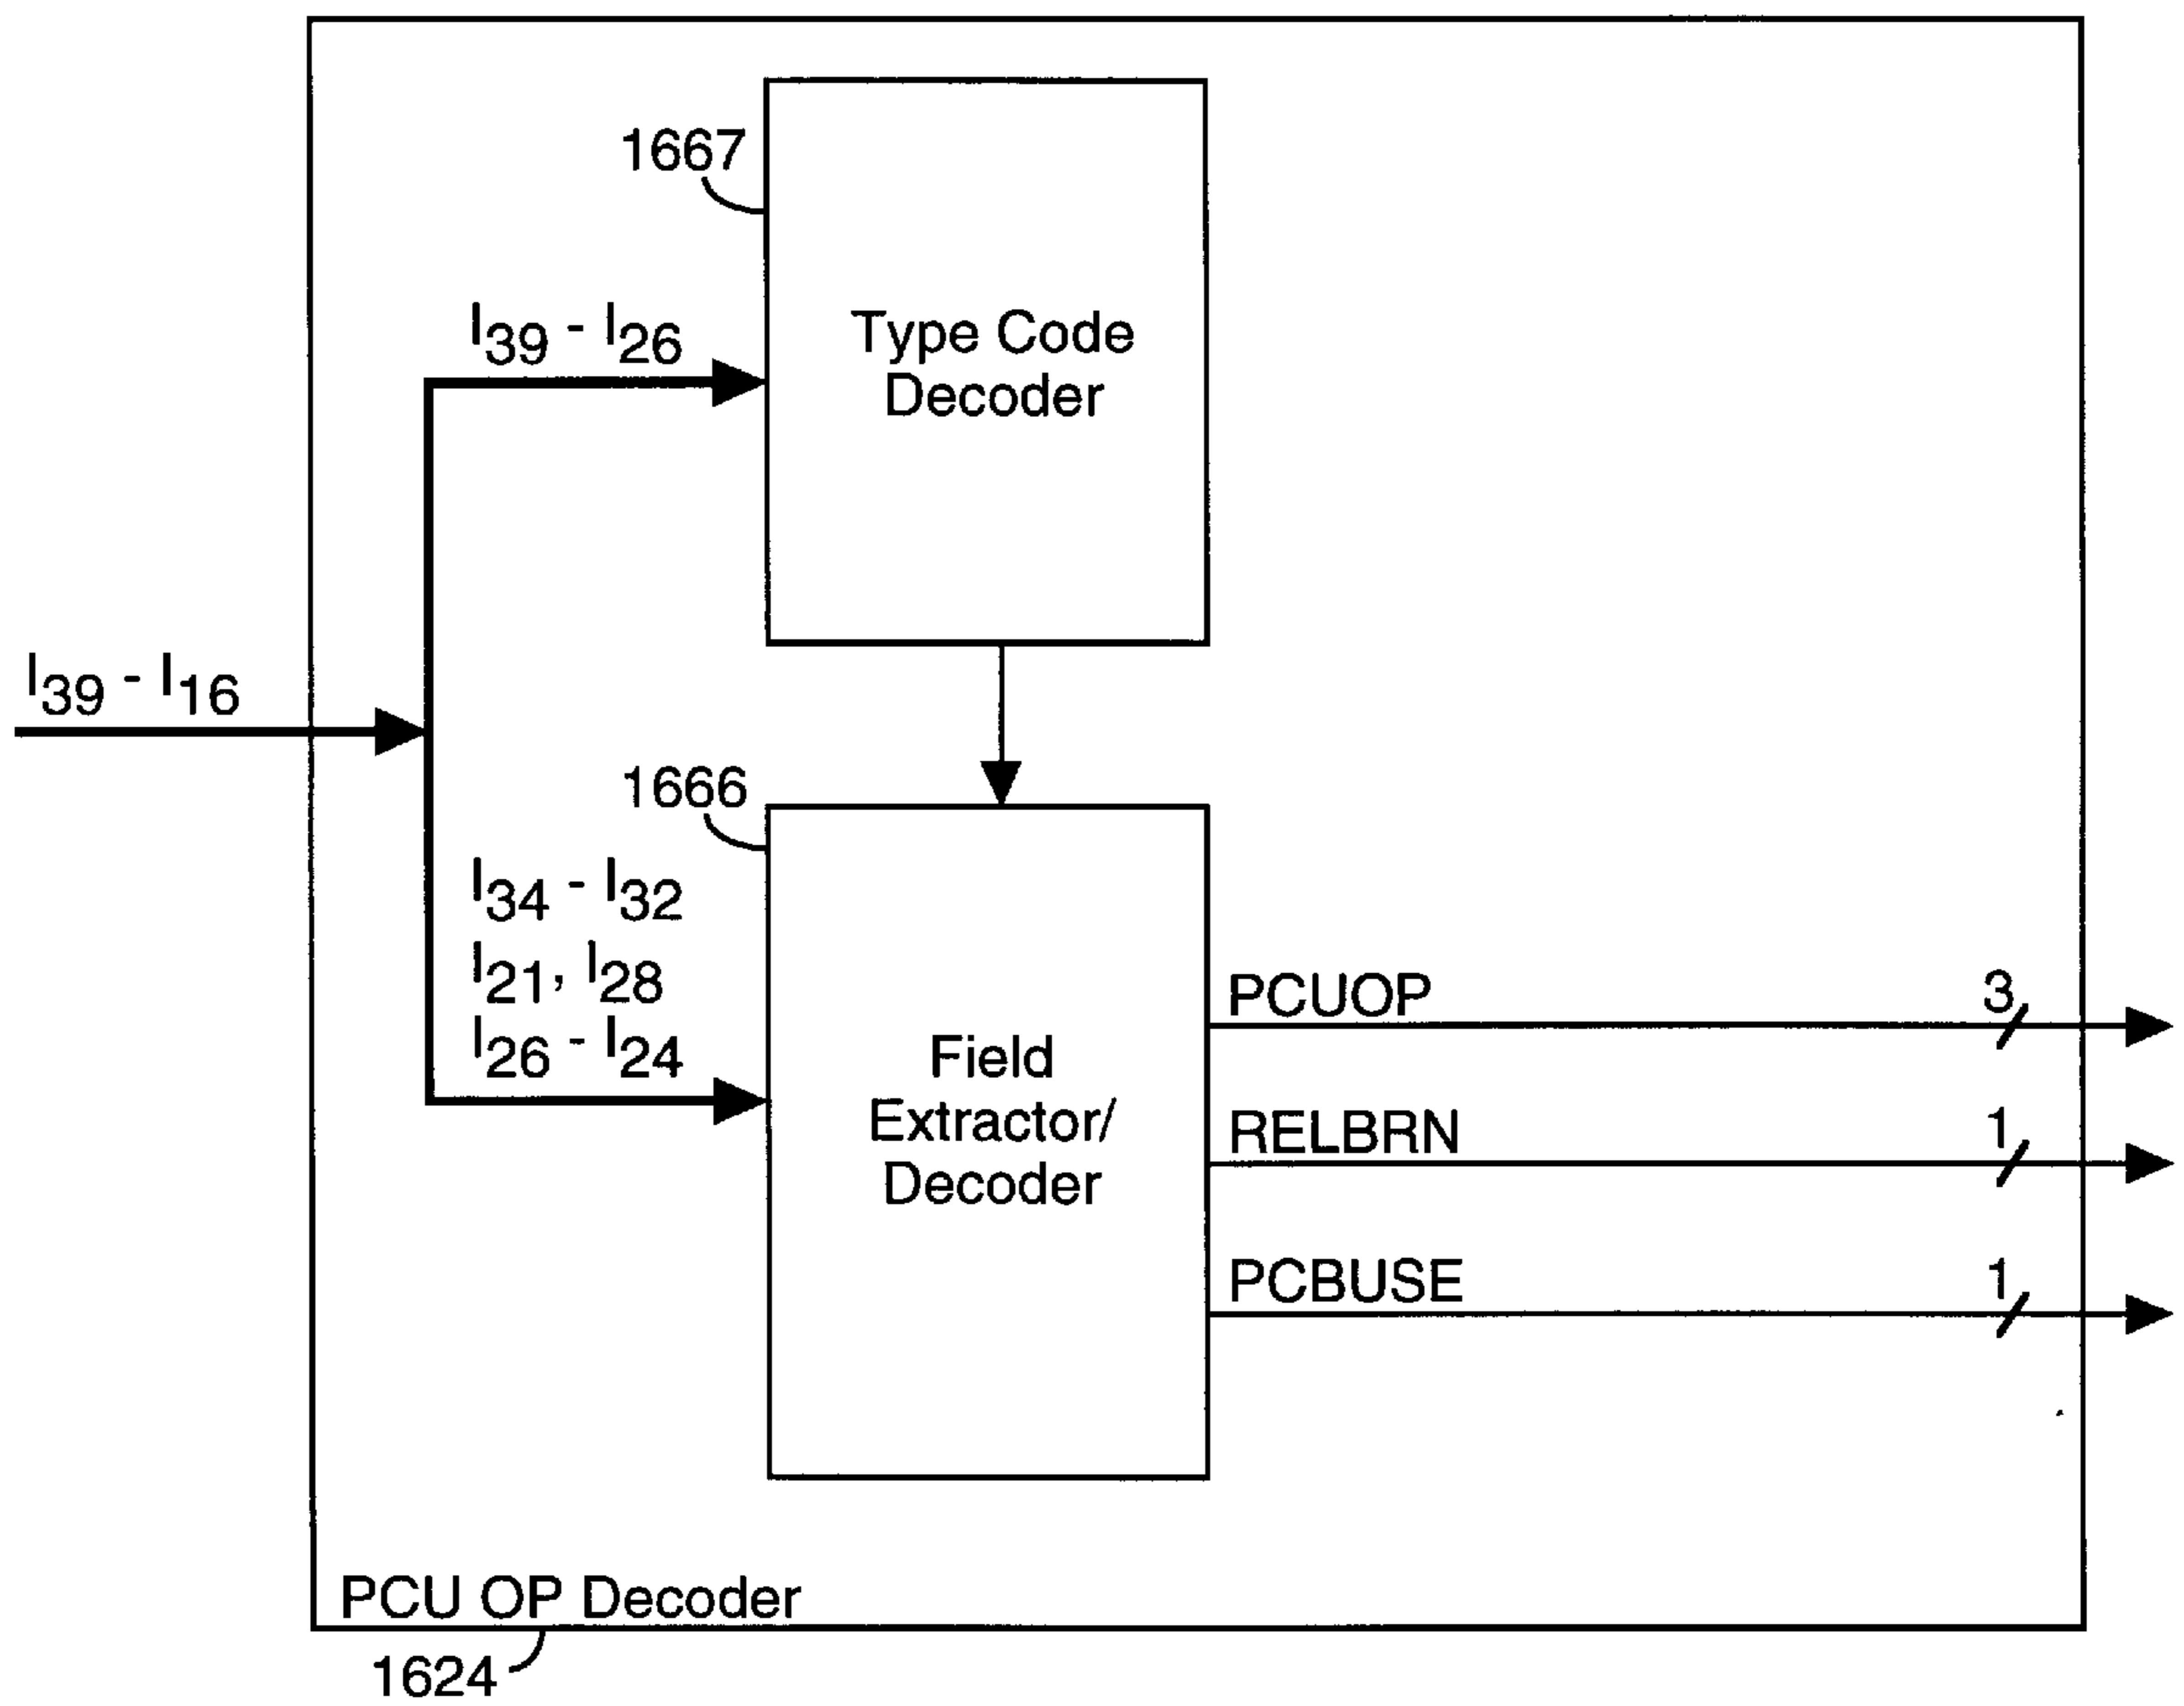 1667
I39 - I26
Type Code
Decoder
I39 - I16
1666
I34 - I32
I21, I28
I26 - I24
Field
Extractor/
Decoder
PCUOP 3
RELBRN 1
PCBUSE 1
PCU OP Decoder
1624